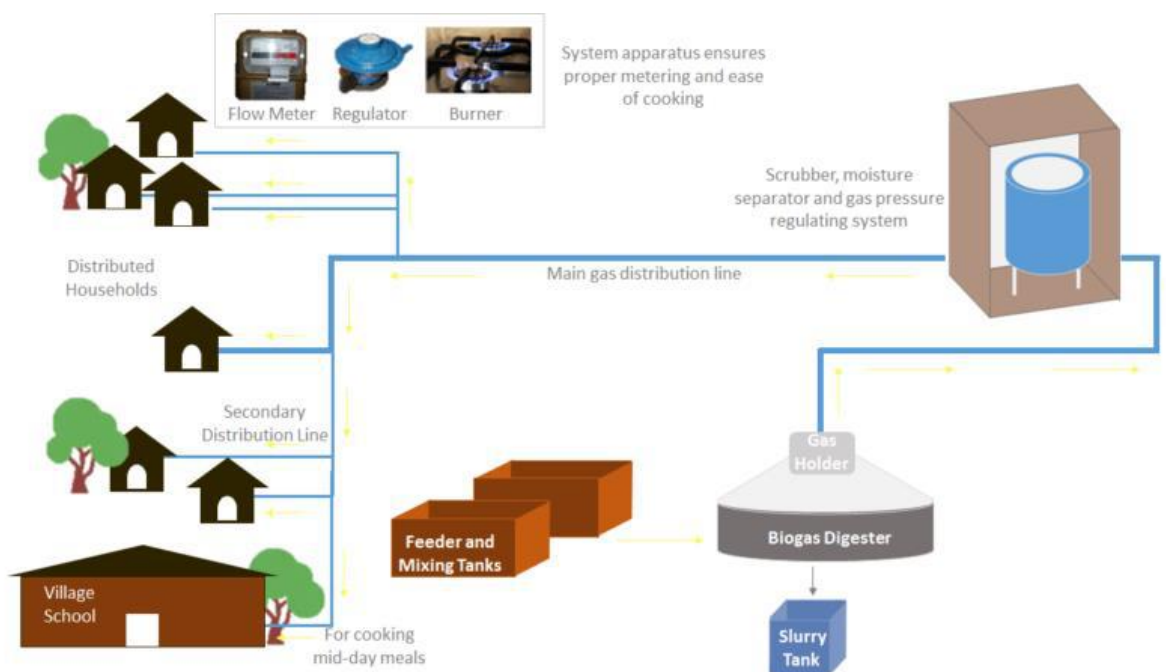 Flow Meter
Regulator
Burner
System apparatus ensures
proper metering and ease
of cooking
Scrubber, moisture
separator and gas pressure
regulating system
Distributed
Households
Main gas distribution line
Secondary
Distribution Line
Gas
Holder
Feeder and
Mixing Tanks
Biogas Digester
Village
School
For cooking
mid-day meals
Slurry
Tank